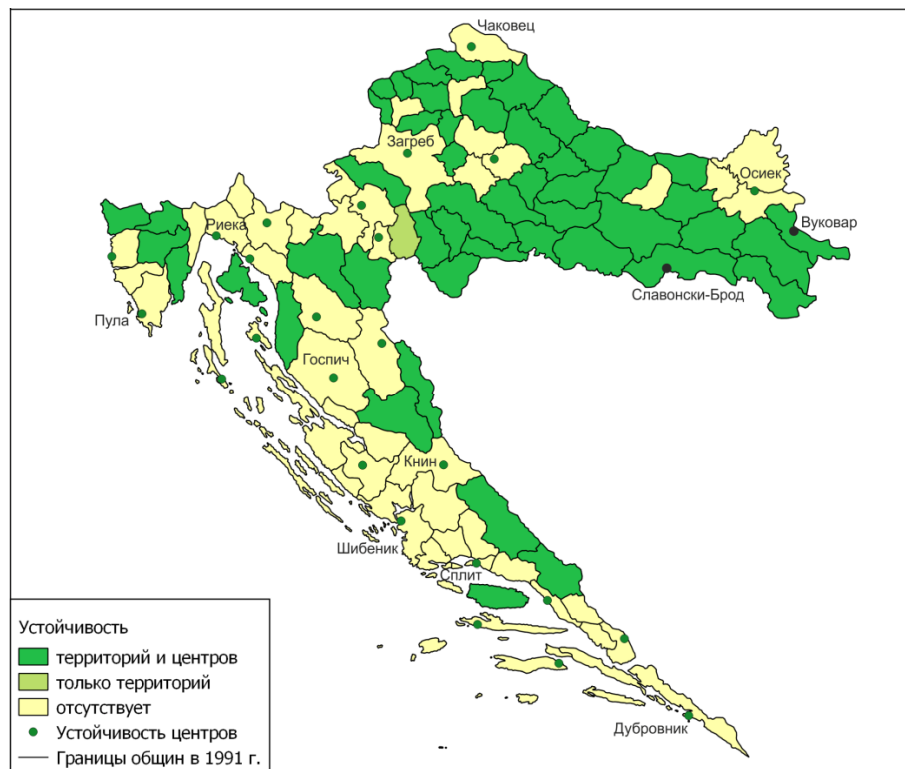 Чаковец
Загреб
Осиек
Вуковар
Риека
Славонски-Брод
Пула
Госпич
Книн
Шибеник
Сплит
Дубровник
Устойчивость
территорий и центров
только территорий
отсутствует
Устойчивость центров
Границы общин в 1991 г.